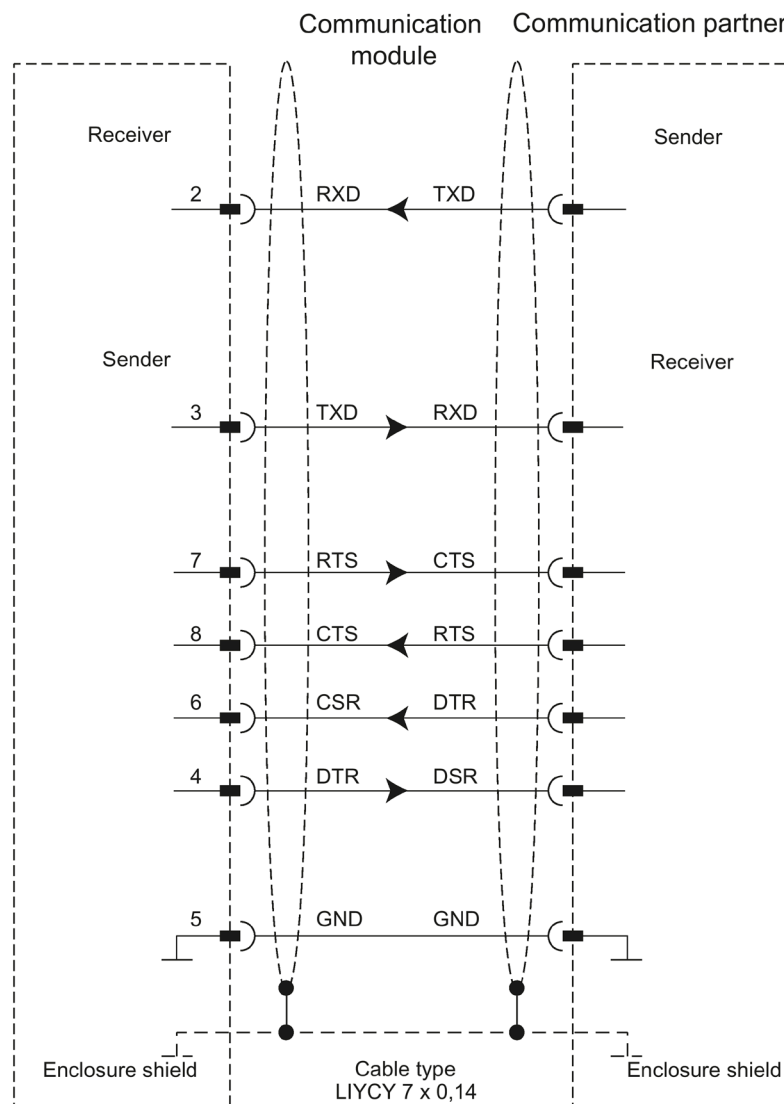 Communication module Communication partner
Receiver Sender
2 RXD TXD
Sender Receiver
3 TXD RXD
7 RTS CTS
8 CTS RTS
6 CSR DTR
4 DTR DSR
5 GND GND
Enclosure shield Cable type Enclosure shield
LIYCY 7 x 0,14